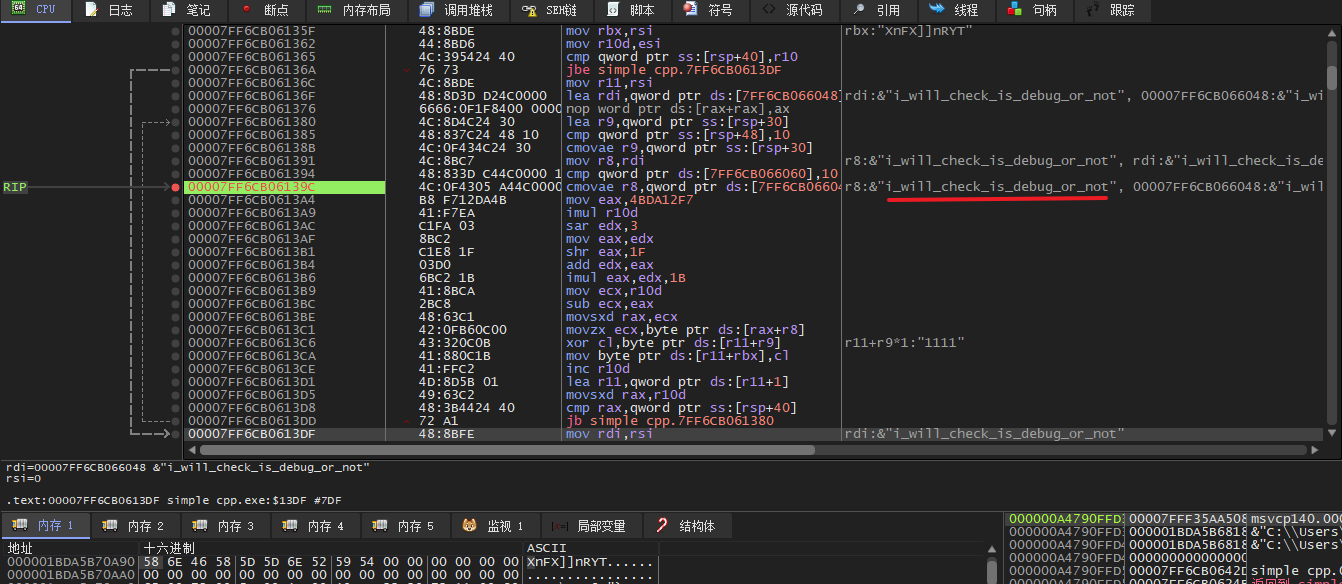 CPU 日志 笔记 断点 内存布局 调用堆栈 SEH链 脚本 符号 源代码 引用 线程 句柄 跟踪
00007FF6CB06135F 48:8BDE mov rbx,rsi rbx:"XnFX]]nRYT"
00007FF6CB061362 44:8BD6 mov r10d,esi
00007FF6CB061365 4C:395424 40 cmp qword ptr ss:[rsp+40],r10
00007FF6CB06136A 76 73 jbe simple cpp.7FF6CB0613DF
00007FF6CB06136C 4C:8BDE mov r11,rsi
00007FF6CB06136F 48:8D3D D24C0000 lea rdi,qword ptr ds:[7FF6CB066048] rdi:&"i_will_check_is_debug_or_not", 00007FF6CB066048:&"i_wi
00007FF6CB061376 6666:0F1F8400 0000 nop word ptr ds:[rax+rax],ax
00007FF6CB061380 4C:8D4C24 30 lea r9,qword ptr ss:[rsp+30]
00007FF6CB061385 48:837C24 48 10 cmp qword ptr ss:[rsp+48],10
00007FF6CB06138B 4C:0F434C24 30 cmovae r9,qword ptr ss:[rsp+30]
00007FF6CB061391 4C:8BC7 mov r8,rdi r8:&"i_will_check_is_debug_or_not", rdi:&"i_will_check_is_de
00007FF6CB061394 48:833D C44C0000 1 cmp qword ptr ds:[7FF6CB066060],10
RIP 00007FF6CB06139C 4C:0F4305 A44C0000 cmovae r8,qword ptr ds:[7FF6CB06604 r8:&"i_will_check_is_debug_or_not", 00007FF6CB066048:&"i_wil
00007FF6CB0613A4 B8 F712DA4B mov eax,4BDA12F7
00007FF6CB0613A9 41:F7EA imul r10d
00007FF6CB0613AC C1FA 03 sar edx,3
00007FF6CB0613AF 8BC2 mov eax,edx
00007FF6CB0613B1 C1E8 1F shr eax,1F
00007FF6CB0613B4 03D0 add edx,eax
00007FF6CB0613B6 6BC2 1B imul eax,edx,1B
00007FF6CB0613B9 41:8BCA mov ecx,r10d
00007FF6CB0613BC 2BC8 sub ecx,eax
00007FF6CB0613BE 48:63C1 movsxd rax,ecx
00007FF6CB0613C1 42:0FB60C00 movzx ecx,byte ptr ds:[rax+r8]
00007FF6CB0613C6 43:320C0B xor cl,byte ptr ds:[r11+r9] r11+r9*1:"1111"
00007FF6CB0613CA 41:880C1B mov byte ptr ds:[r11+rbx],cl
00007FF6CB0613CE 41:FFC2 inc r10d
00007FF6CB0613D1 4D:8D5B 01 lea r11,qword ptr ds:[r11+1]
00007FF6CB0613D5 49:63C2 movsxd rax,r10d
00007FF6CB0613D8 48:3B4424 40 cmp rax,qword ptr ss:[rsp+40]
00007FF6CB0613DD 72 A1 jb simple cpp.7FF6CB061380
00007FF6CB0613DF 48:8BFE mov rdi,rsi rdi:&"i_will_check_is_debug_or_not"
rdi=00007FF6CB066048 &"i_will_check_is_debug_or_not"
rsi=0
.text:00007FF6CB0613DF simple cpp.exe:$13DF #7DF
内存 1 内存 2 内存 3 内存 4 内存 5 监视 1 局部变量 结构体
地址 十六进制 ASCII
000001BDA5B70A90 58 6E 46 58 5D 5D 6E 52 59 54 00 00 00 00 00 00 XnFX]]nRYT......
000001BDA5B70AA0 00 00 00 00 00 00 00 00 00 00 00 00 00 00 00 00 ................
000000A4790FFD3 00007FFF35AA508 msvcp140.000
000000A4790FFD 000001BDA5B6818 &"C:\\Users'
000000A4790FFD4 000001BDA5B6818 &"C:\\Users'
000000A4790FFD4 0000000000000000
000000A4790FFD5 00007FF6CB0642D simple cpp.0